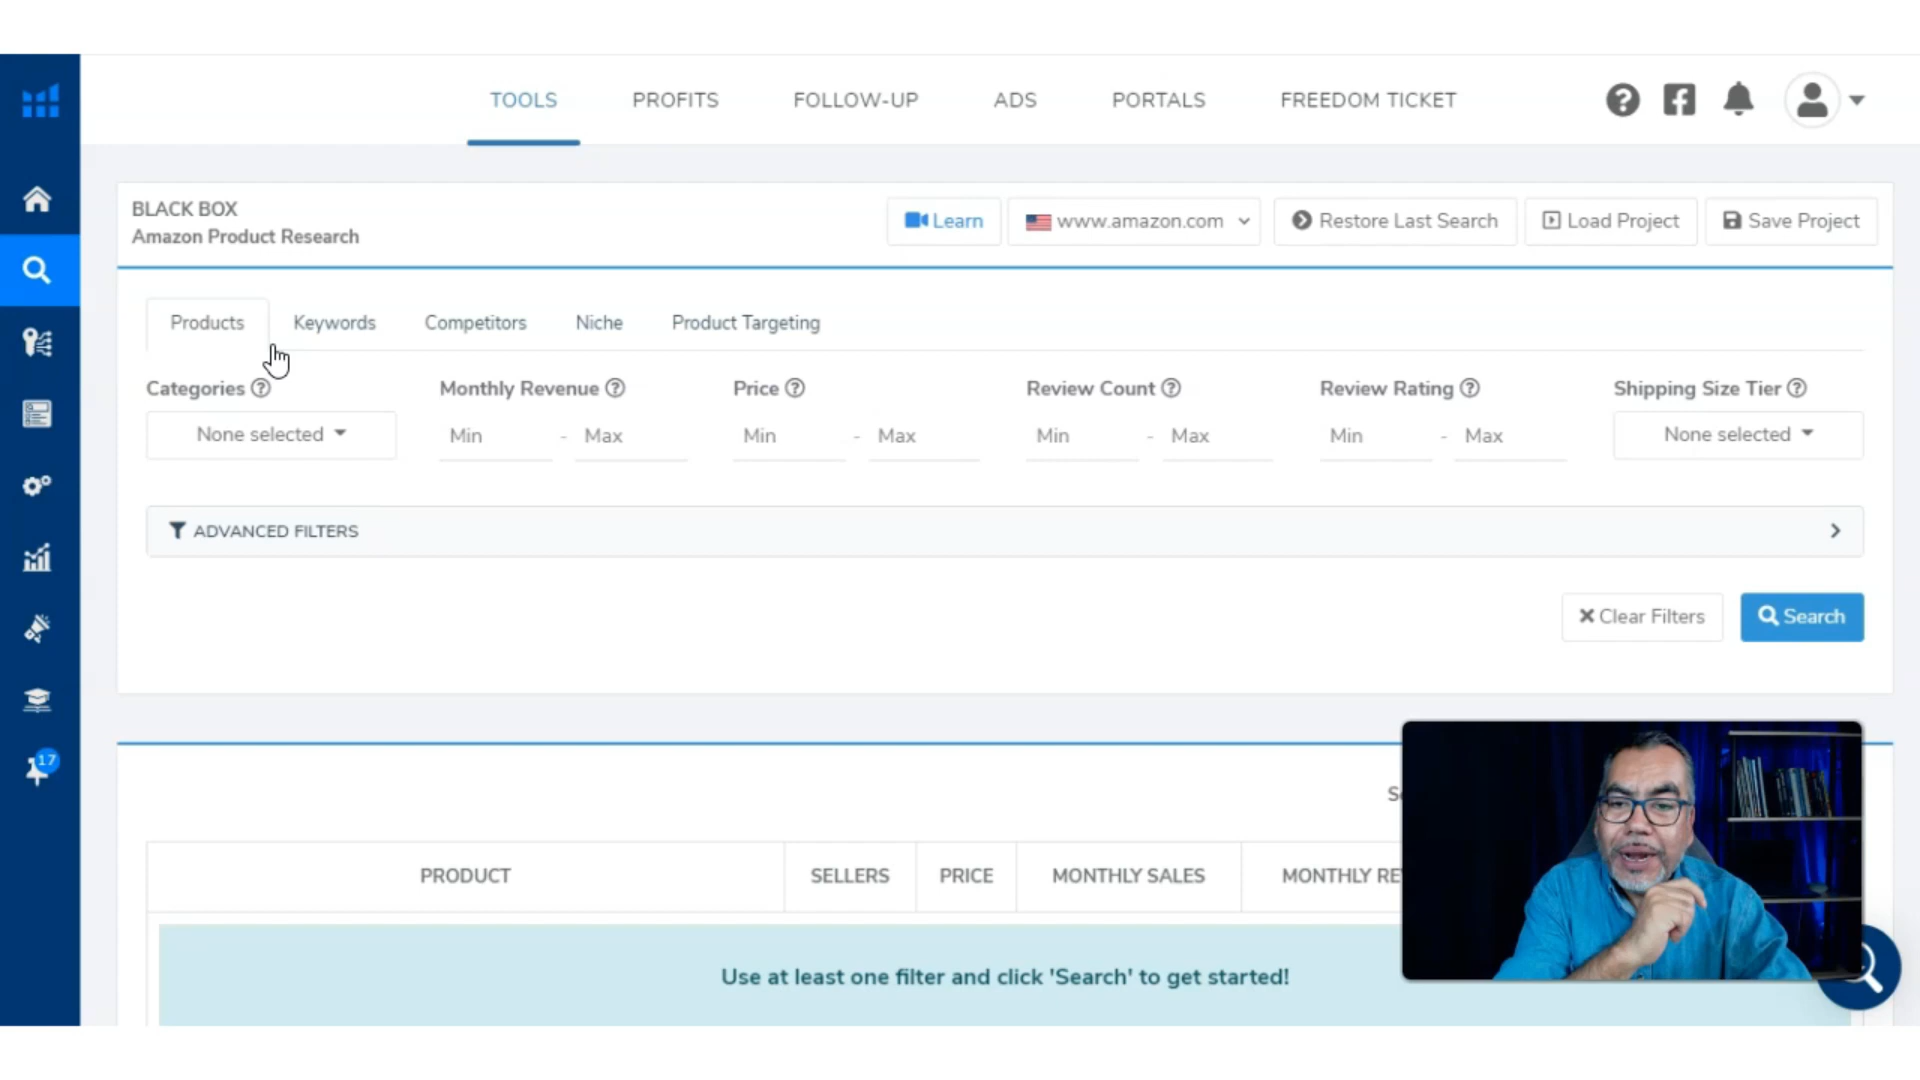 TOOLS PROFITS FOLLOW-UP ADS PORTALS FREEDOM TICKET
BLACK BOX
Amazon Product Research
Learn www.amazon.com Restore Last Search Load Project Save Project
Products Keywords Competitors Niche Product Targeting
Categories Monthly Revenue Price Review Count Review Rating Shipping Size Tier
None selected Min - Max Min - Max Min - Max Min - Max None selected
ADVANCED FILTERS
Clear Filters Search
17
PRODUCT SELLERS PRICE MONTHLY SALES MONTHLY RE
Use at least one filter and click 'Search' to get started!